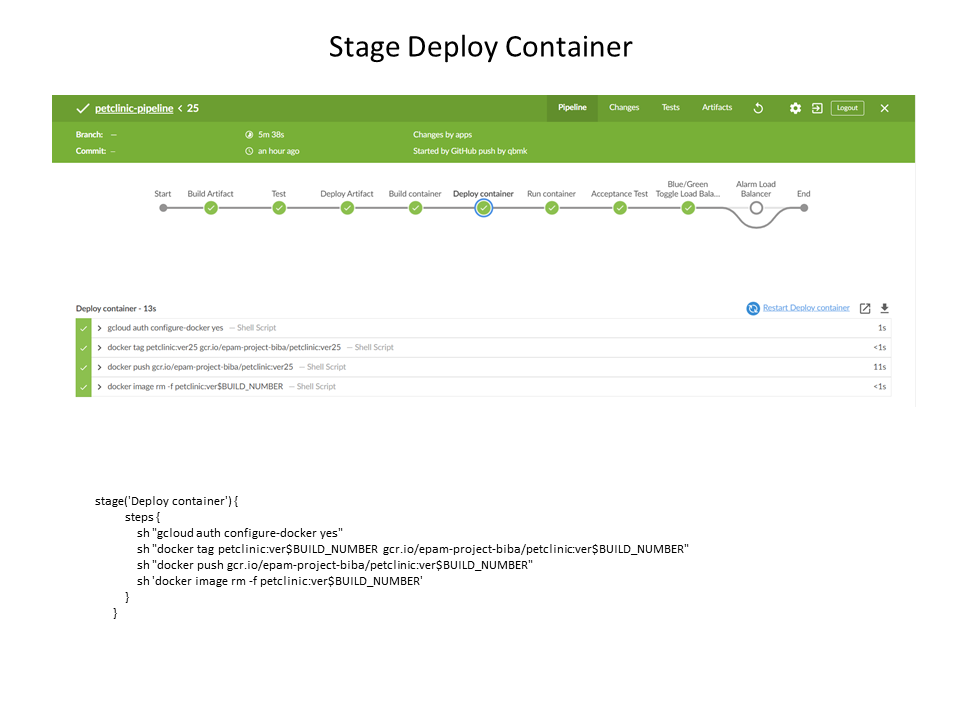 Stage Deploy Container
petclinic-pipeline < 25
Pipeline Changes Tests Artifacts Logout
Branch: — 5m 38s Changes by apps
Commit: — an hour ago Started by GitHub push by qbmk
Start Build Artifact Test Deploy Artifact Build container Deploy container Run container Acceptance Test Blue/Green Toggle Load Bala... Alarm Load Balancer End
Deploy container - 13s Restart Deploy container
gcloud auth configure-docker yes — Shell Script 1s
docker tag petclinic:ver25 gcr.io/epam-project-biba/petclinic:ver25 — Shell Script <1s
docker push gcr.io/epam-project-biba/petclinic:ver25 — Shell Script 11s
docker image rm -f petclinic:ver$BUILD_NUMBER — Shell Script <1s
stage('Deploy container') {
steps {
sh "gcloud auth configure-docker yes"
sh "docker tag petclinic:ver$BUILD_NUMBER gcr.io/epam-project-biba/petclinic:ver$BUILD_NUMBER"
sh "docker push gcr.io/epam-project-biba/petclinic:ver$BUILD_NUMBER"
sh 'docker image rm -f petclinic:ver$BUILD_NUMBER'
}
}